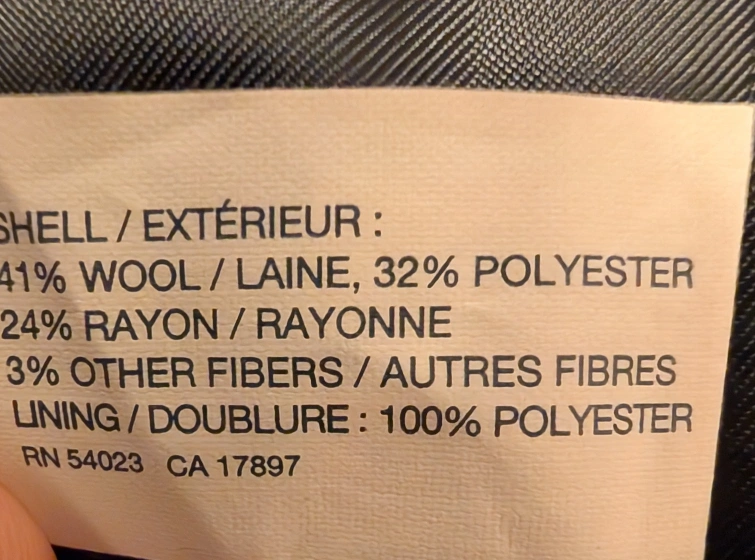 SHELL / EXTÉRIEUR :
41% WOOL / LAINE, 32% POLYESTER
24% RAYON / RAYONNE
3% OTHER FIBERS / AUTRES FIBRES
LINING / DOUBLURE : 100% POLYESTER
RN 54023 CA 17897